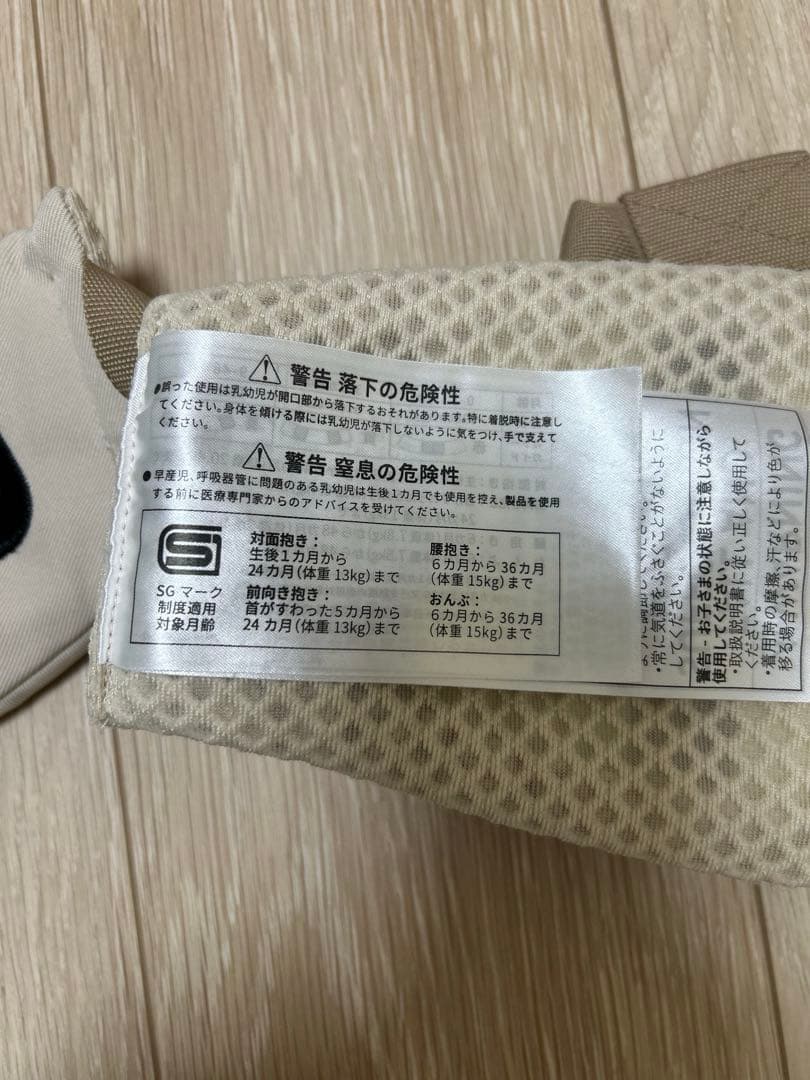 警告 落下の危険性
●誤った使用は乳幼児が開口部から落下するおそれがあります。特に着脱時に注意し
てください。身体を傾ける際には乳幼児が落下しないように気をつけ、手で支えて
ください。
警告 窒息の危険性
●早産児、呼吸器管に問題のある乳幼児は生後1カ月でも使用を控え、製品を使用
する前に医療専門家からのアドバイスを受けてください。
SG マーク
制度適用
対象月齢
対面抱き：
生後1カ月から
24カ月（体重13kg）まで
前向き抱き：
首がすわった5カ月から
24カ月（体重13kg）まで
腰抱き：
6カ月から36カ月
（体重15kg）まで
おんぶ：
6カ月から36カ月
（体重15kg）まで
・常に気道をふさぐことがないように
してください。
警告 - お子さまの状態に注意しながら
使用してください。
・取扱説明書に従い正しく使用して
ください。
・着用時の摩擦、汗などにより色が
移る場合があります。